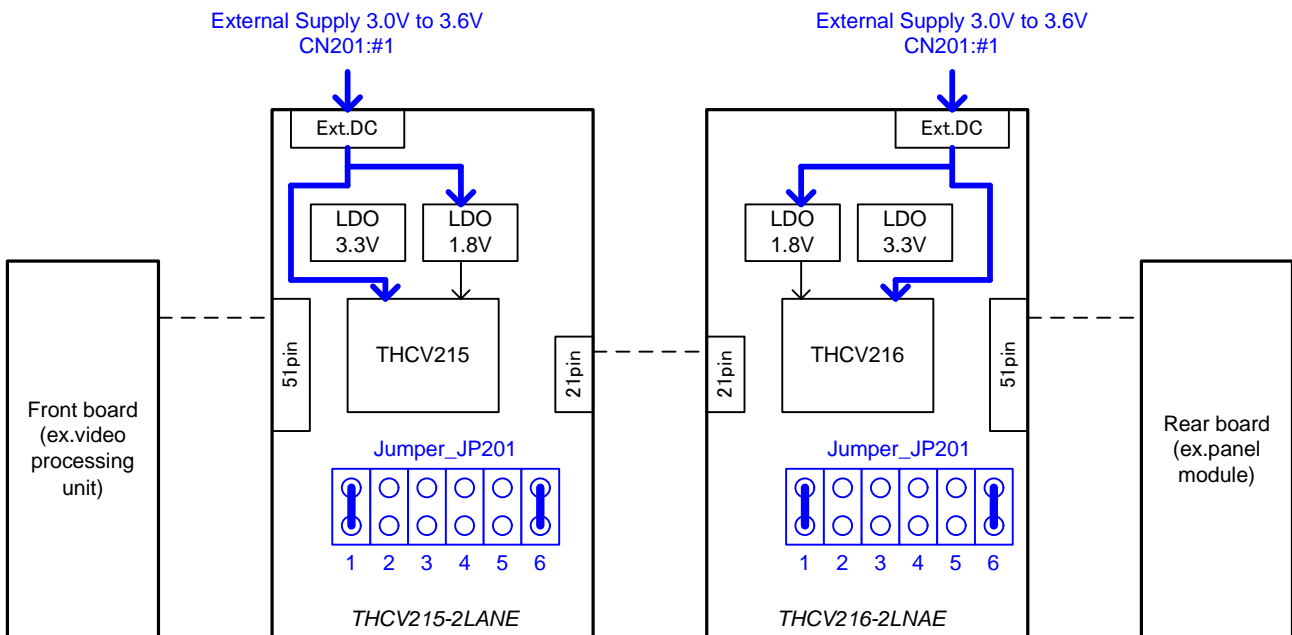 External Supply 3.0V to 3.6V
CN201:#1
External Supply 3.0V to 3.6V
CN201:#1
Ext.DC
Ext.DC
LDO
3.3V
LDO
1.8V
LDO
1.8V
LDO
3.3V
Front board
(ex.video
processing
unit)
51pin
THCV215
21pin
21pin
THCV216
51pin
Rear board
(ex.panel
module)
Jumper_JP201
1 2 3 4 5 6
Jumper_JP201
1 2 3 4 5 6
THCV215-2LANE
THCV216-2LNAE